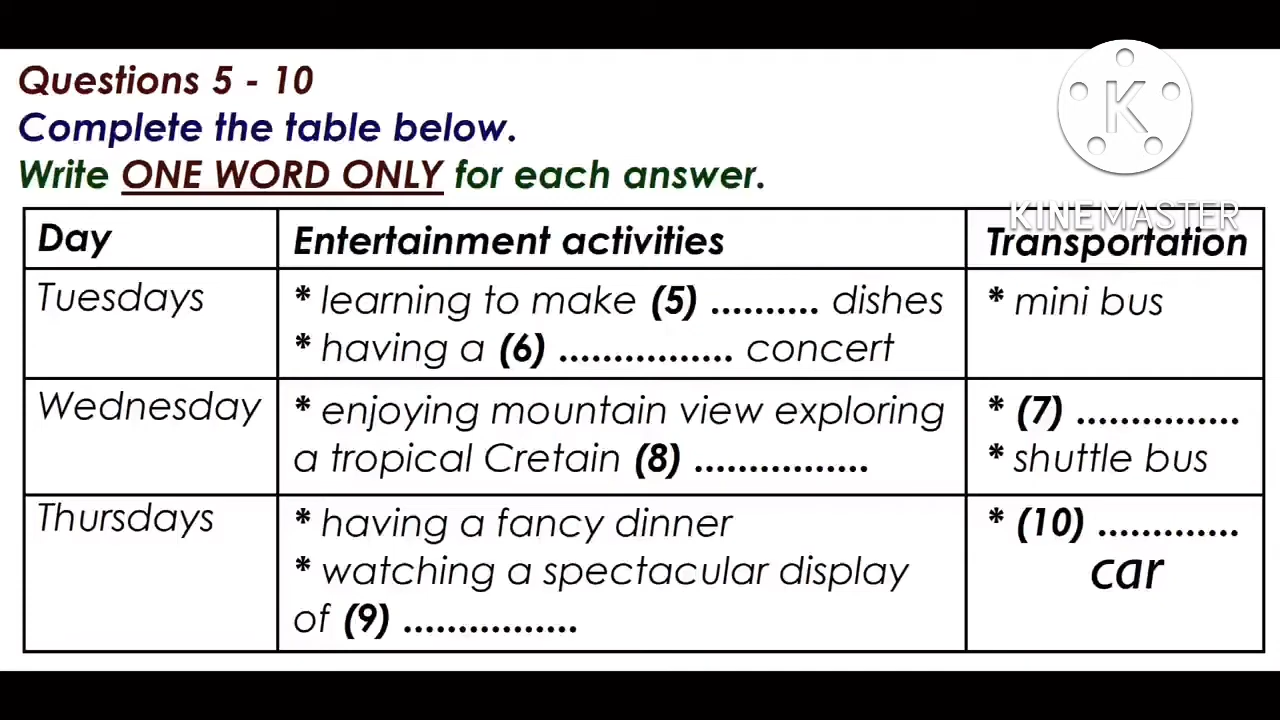 Questions 5 - 10
Complete the table below.
Write ONE WORD ONLY for each answer.
K
KINEMASTER
Day Entertainment activities Transportation
Tuesdays * learning to make (5) .......... dishes * mini bus
* having a (6) ................ concert
Wednesday * enjoying mountain view exploring * (7) ...............
a tropical Cretain (8) ................ * shuttle bus
Thursdays * having a fancy dinner * (10) .............
* watching a spectacular display car
of (9) ................